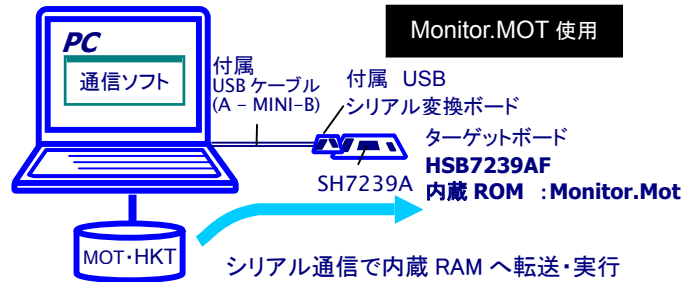 Monitor.MOT 使用
PC
通信ソフト
付属
USB ケーブル
(A - MINI-B)
付属 USB
シリアル変換ボード
ターゲットボード
HSB7239AF
内蔵 ROM :Monitor.Mot
SH7239A
MOT・HKT
シリアル通信で内蔵 RAM へ転送・実行